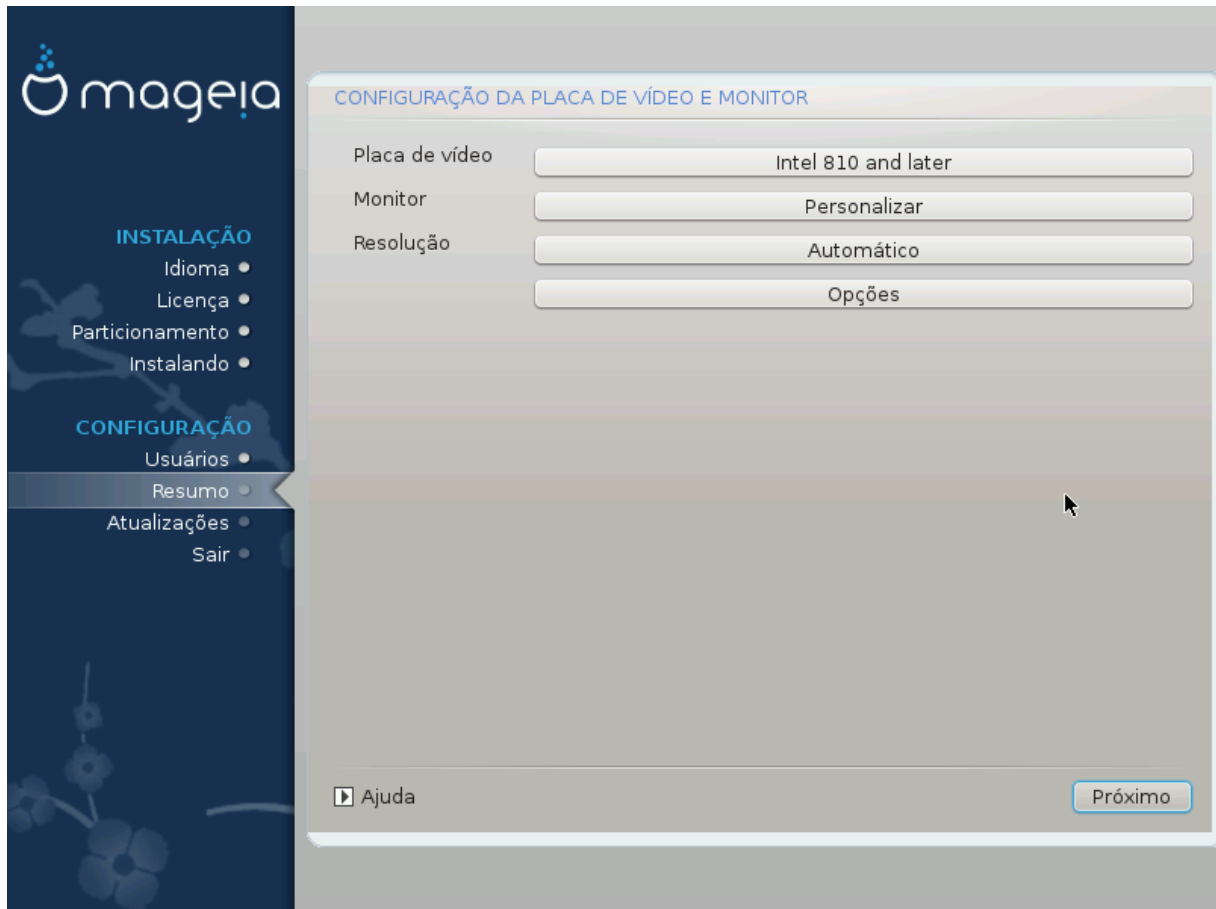 mageia
INSTALAÇÃO
Idioma
Licença
Particionamento
Instalando
CONFIGURAÇÃO
Usuários
Resumo
Atualizações
Sair
CONFIGURAÇÃO DA PLACA DE VÍDEO E MONITOR
Placa de vídeo Intel 810 and later
Monitor Personalizar
Resolução Automático
Opções
Ajuda Próximo